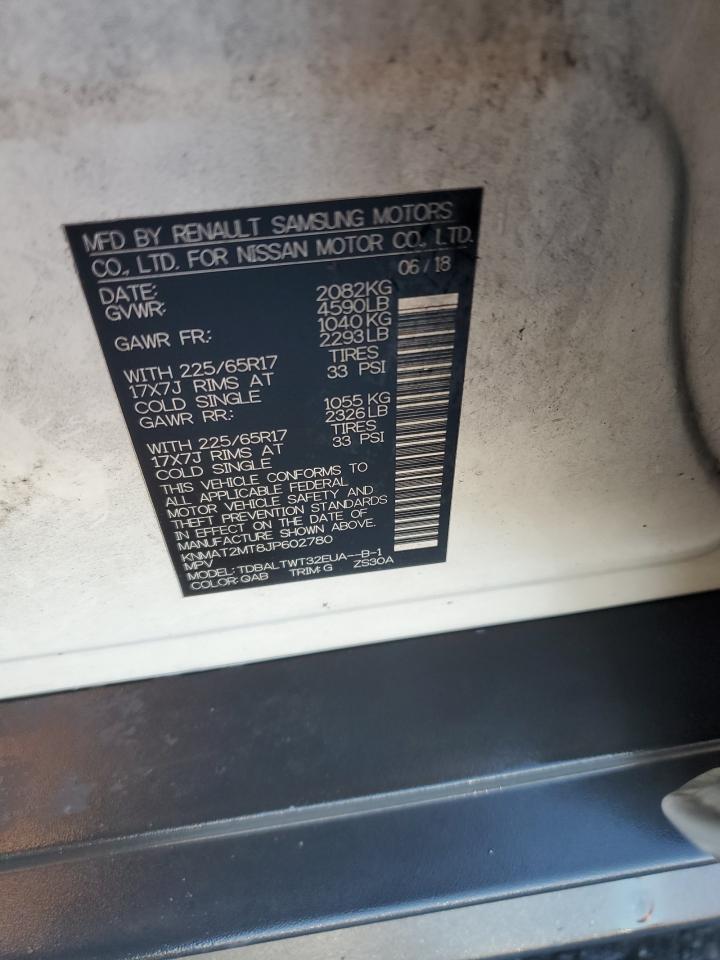 MFD BY RENAULT SAMSUNG MOTORS
CO., LTD. FOR NISSAN MOTOR CO., LTD.
DATE: 06/18
GVWR: 2082KG
4590LB
GAWR FR: 1040KG
2293LB
WITH 225/65R17 TIRES
17X7J RIMS AT 33 PSI
COLD SINGLE
GAWR RR: 1055 KG
2326LB
WITH 225/65R17 TIRES
17X7J RIMS AT 33 PSI
COLD SINGLE
THIS VEHICLE CONFORMS TO
ALL APPLICABLE FEDERAL
MOTOR VEHICLE SAFETY AND
THEFT PREVENTION STANDARDS
IN EFFECT ON THE DATE OF
MANUFACTURE SHOWN ABOVE.
KNMAT2MT8JP602780
MPV
MODEL: TDBALTWT32EUA---B-1
COLOR: QAB TRIM: G ZS30A